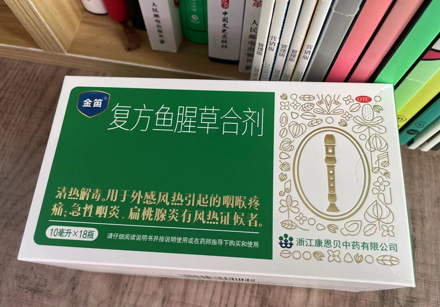 金笛
复方鱼腥草合剂
OTC
清热解毒。用于外感风热引起的咽喉疼
痛；急性咽炎、扁桃腺炎有风热证候者。
10毫升×18瓶
请仔细阅读说明书并按说明使用或在药师指导下购买和使用
浙江康恩贝中药有限公司